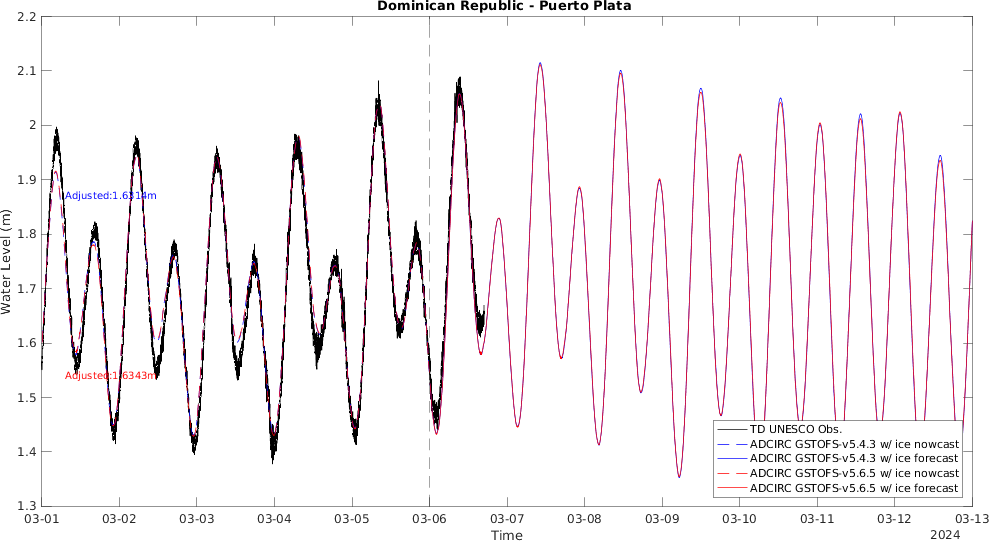 Dominican Republic - Puerto Plata
Water Level (m)
2.2
2.1
2
1.9
1.8
1.7
1.6
1.5
1.4
1.3
Adjusted:1.6314m
Adjusted:1.6343m
TD UNESCO Obs.
ADCIRC GSTOFS-v5.4.3 w/ ice nowcast
ADCIRC GSTOFS-v5.4.3 w/ ice forecast
ADCIRC GSTOFS-v5.6.5 w/ ice nowcast
ADCIRC GSTOFS-v5.6.5 w/ ice forecast
03-01 03-02 03-03 03-04 03-05 03-06 03-07 03-08 03-09 03-10 03-11 03-12 03-13
Time
2024